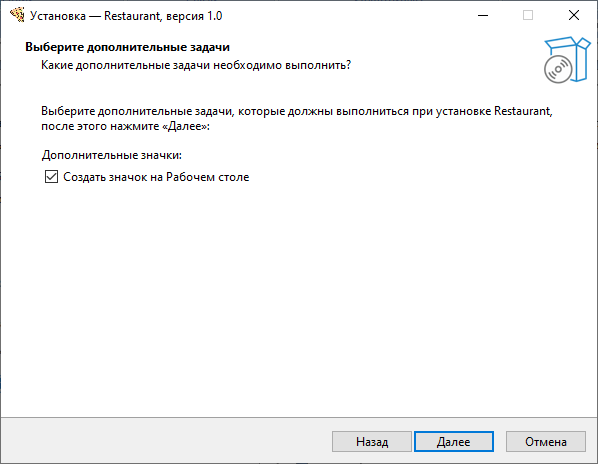 Установка — Restaurant, версия 1.0
Выберите дополнительные задачи
Какие дополнительные задачи необходимо выполнить?
Выберите дополнительные задачи, которые должны выполниться при установке Restaurant,
после этого нажмите «Далее»:
Дополнительные значки:
Создать значок на Рабочем столе
Назад
Далее
Отмена